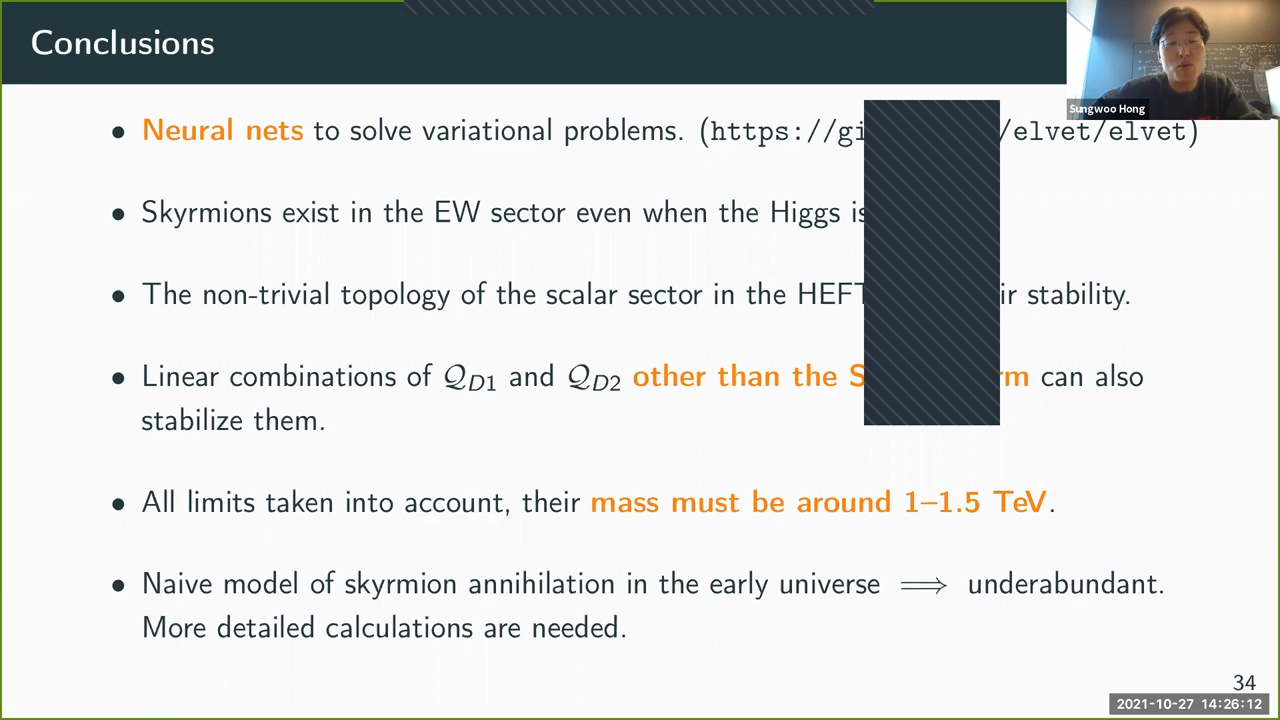 Conclusions
Sungwoo Hong
• Neural nets to solve variational problems. (https://gi /elvet/elvet)
• Skyrmions exist in the EW sector even when the Higgs is
• The non-trivial topology of the scalar sector in the HEFT stability.
• Linear combinations of 𝒬D1 and 𝒬D2 other than the can also
stabilize them.
• All limits taken into account, their mass must be around 1–1.5 TeV.
• Naive model of skyrmion annihilation in the early universe ⟹ underabundant.
More detailed calculations are needed.
34
2021-10-27 14:26:12